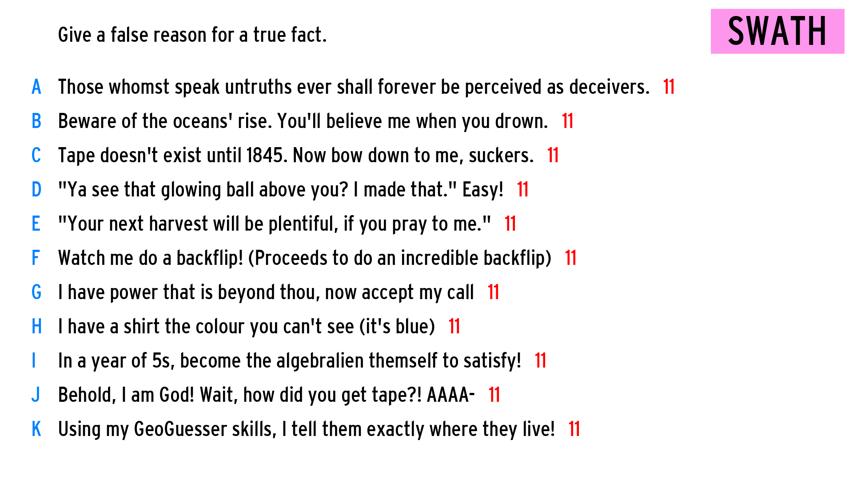 Give a false reason for a true fact.
SWATH
A Those whomst speak untruths ever shall forever be perceived as deceivers. 11
B Beware of the oceans' rise. You'll believe me when you drown. 11
C Tape doesn't exist until 1845. Now bow down to me, suckers. 11
D "Ya see that glowing ball above you? I made that." Easy! 11
E "Your next harvest will be plentiful, if you pray to me." 11
F Watch me do a backflip! (Proceeds to do an incredible backflip) 11
G I have power that is beyond thou, now accept my call 11
H I have a shirt the colour you can't see (it's blue) 11
I In a year of 5s, become the algebralien themself to satisfy! 11
J Behold, I am God! Wait, how did you get tape?! AAAA- 11
K Using my GeoGuesser skills, I tell them exactly where they live! 11